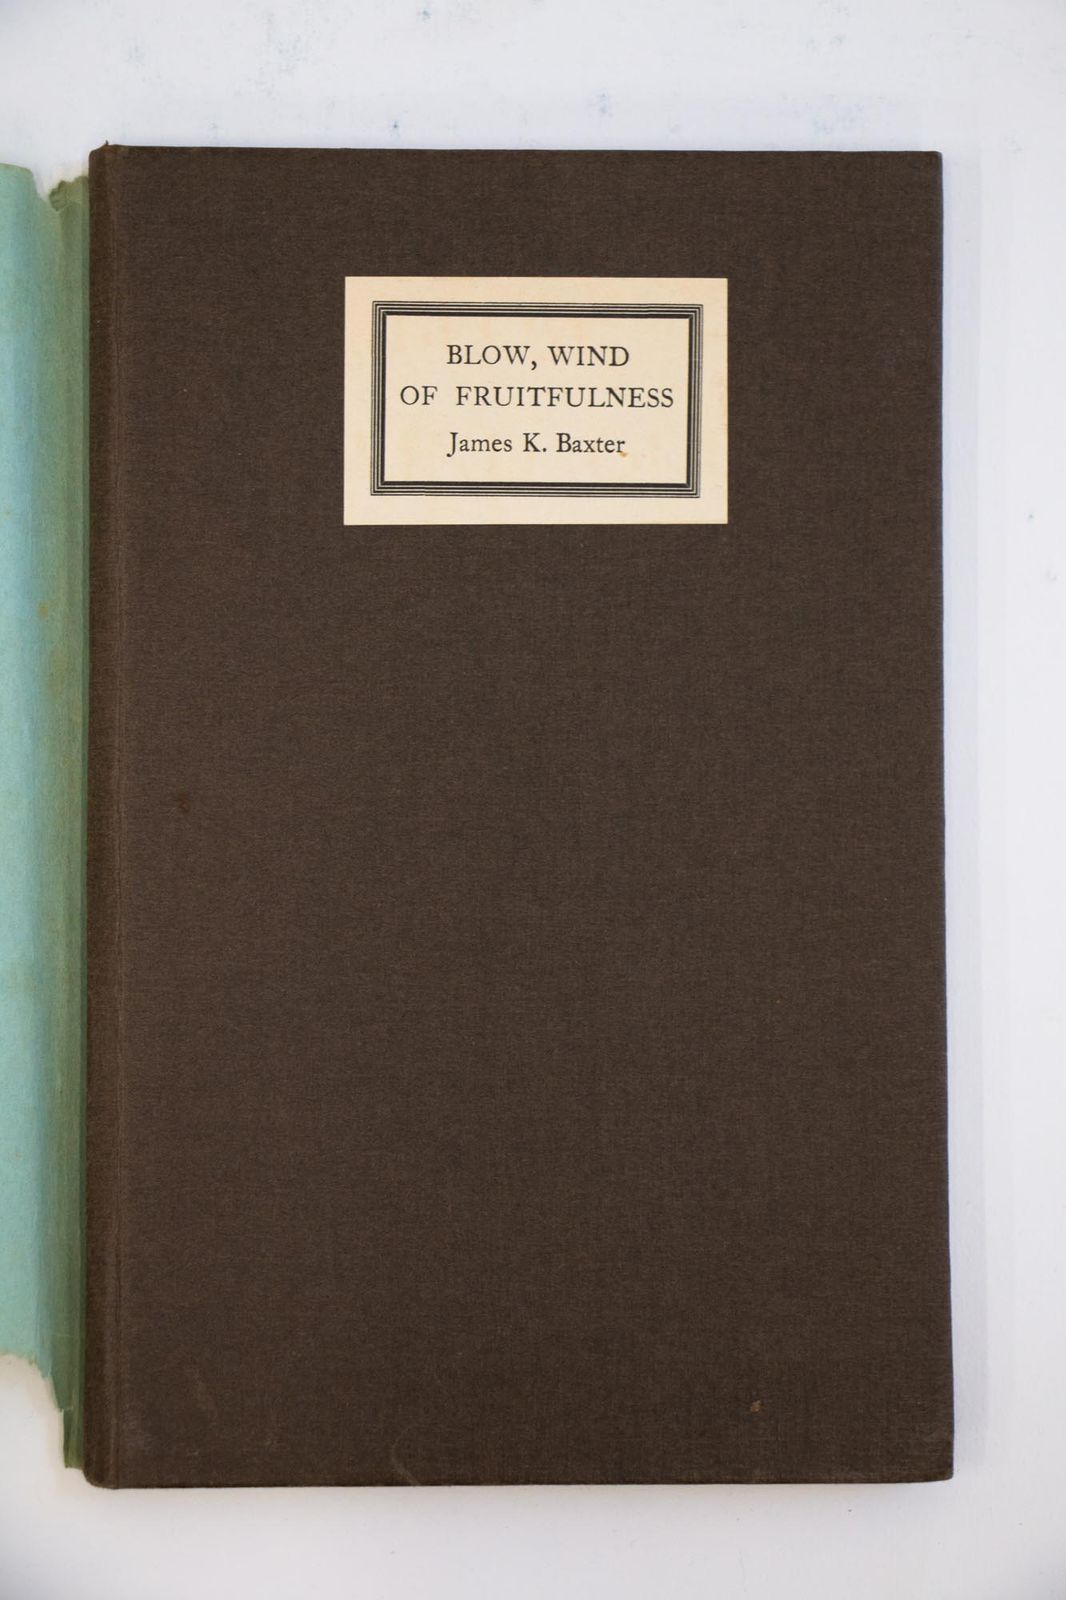 BLOW, WIND
OF FRUITFULNESS
James K. Baxter